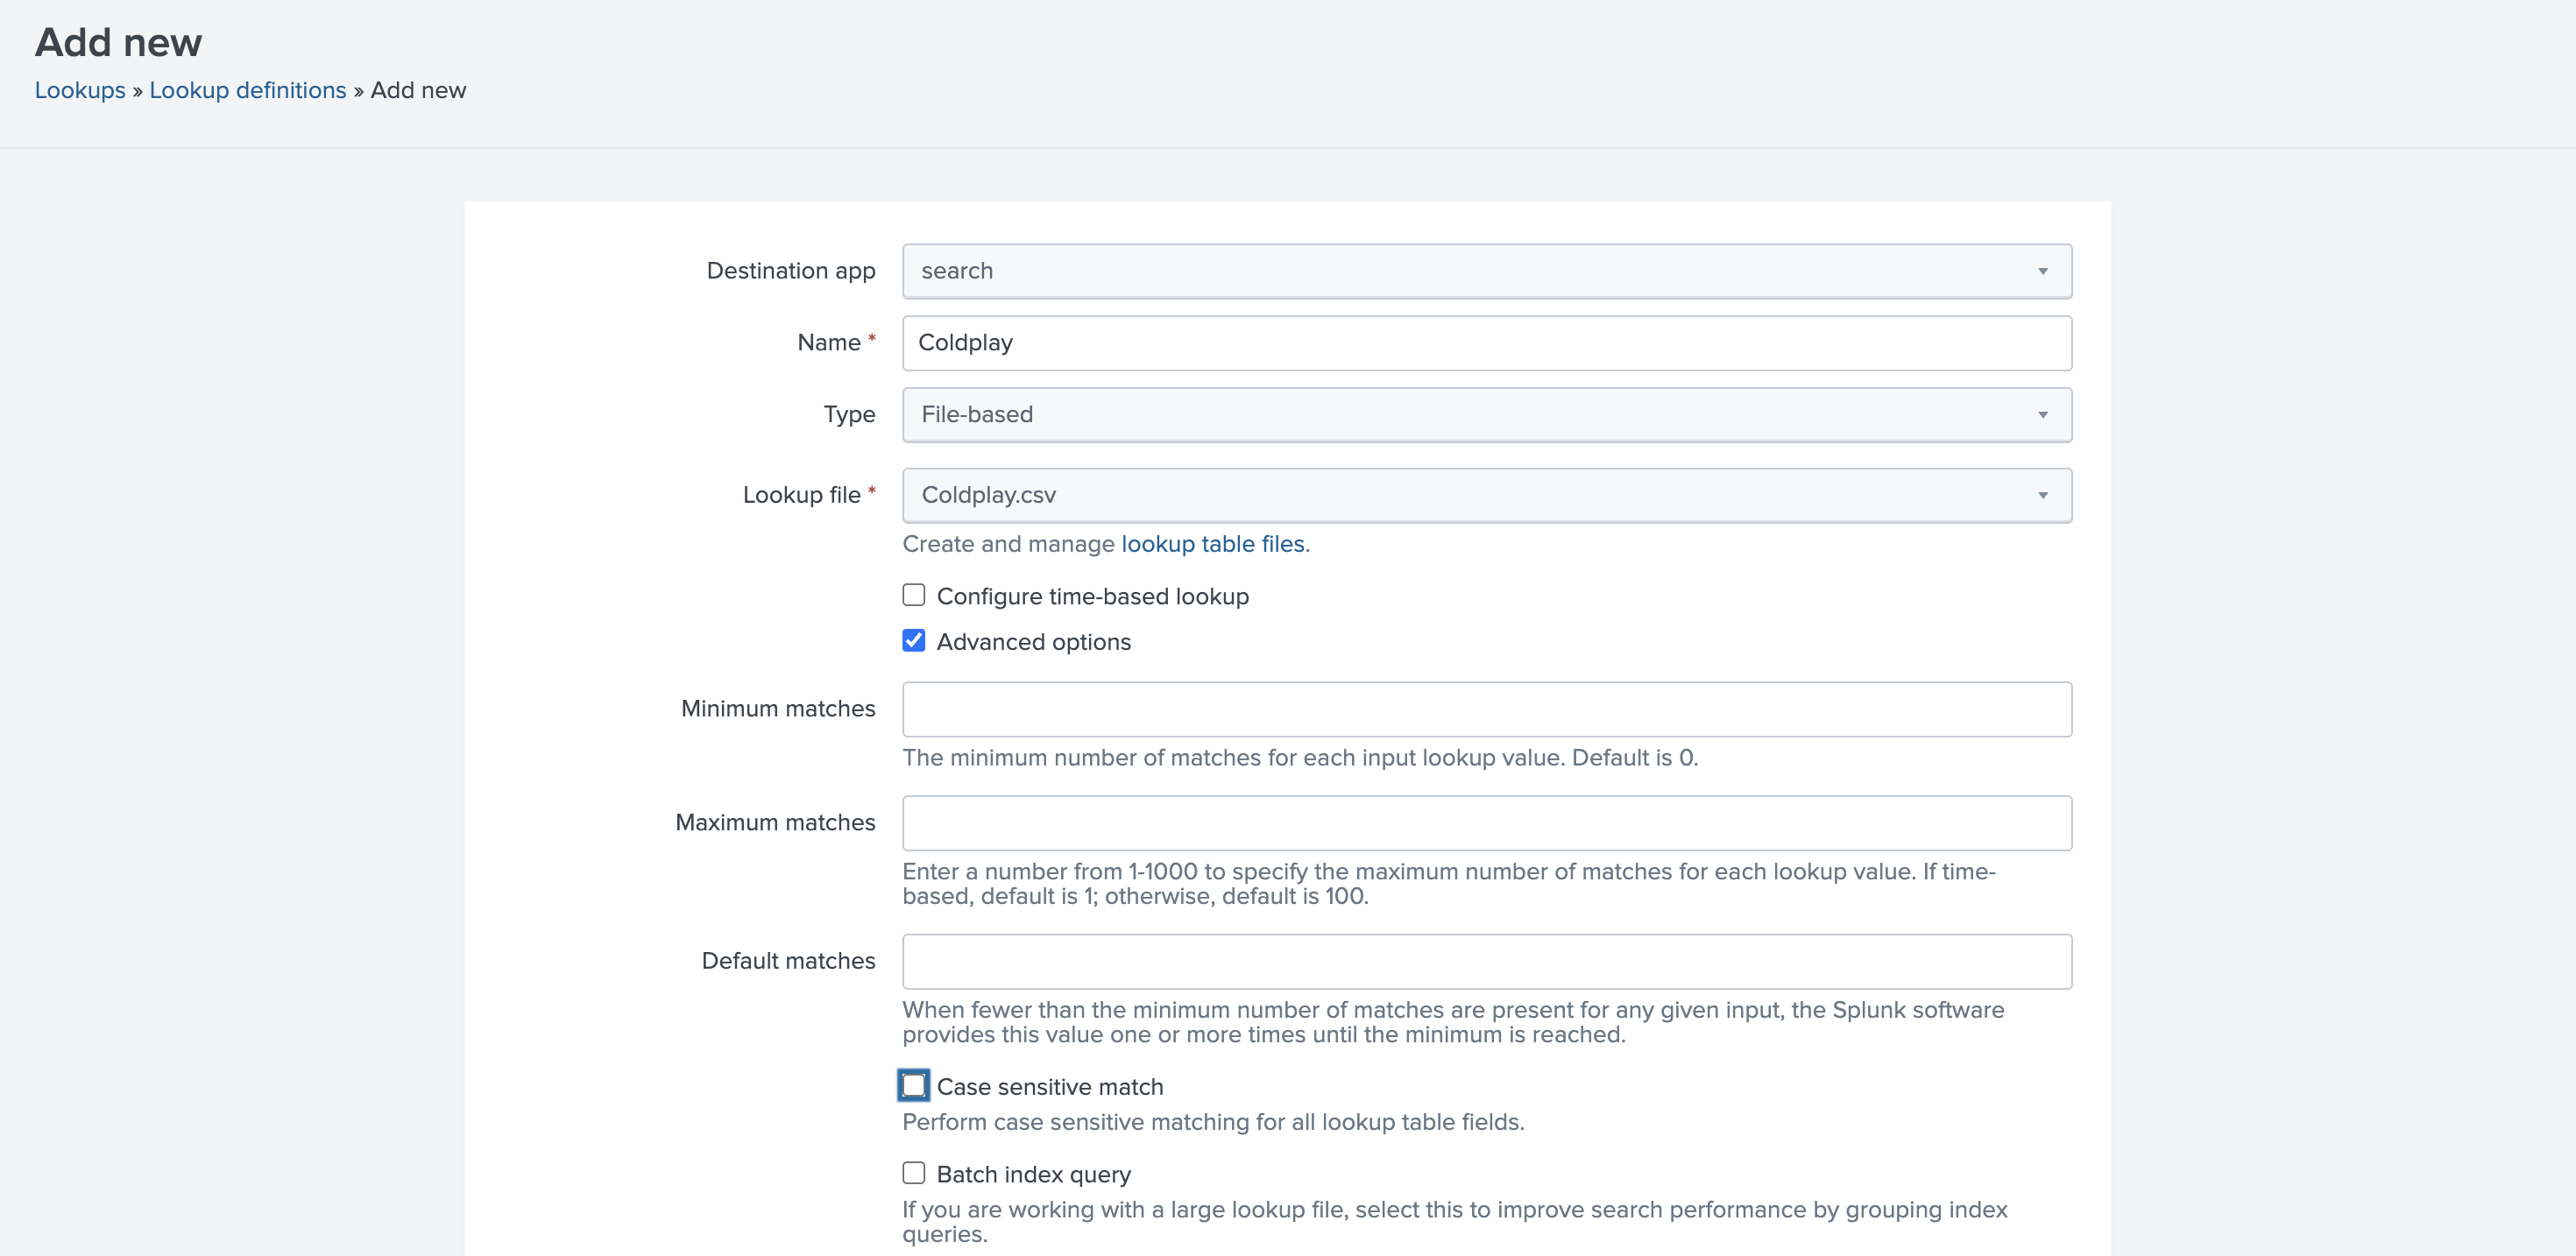 Add new
Lookups » Lookup definitions » Add new
Destination app
search
Name *
Coldplay
Type
File-based
Lookup file *
Coldplay.csv
Create and manage lookup table files.
Configure time-based lookup
Advanced options
Minimum matches
The minimum number of matches for each input lookup value. Default is 0.
Maximum matches
Enter a number from 1-1000 to specify the maximum number of matches for each lookup value. If time-
based, default is 1; otherwise, default is 100.
Default matches
When fewer than the minimum number of matches are present for any given input, the Splunk software
provides this value one or more times until the minimum is reached.
Case sensitive match
Perform case sensitive matching for all lookup table fields.
Batch index query
If you are working with a large lookup file, select this to improve search performance by grouping index
queries.